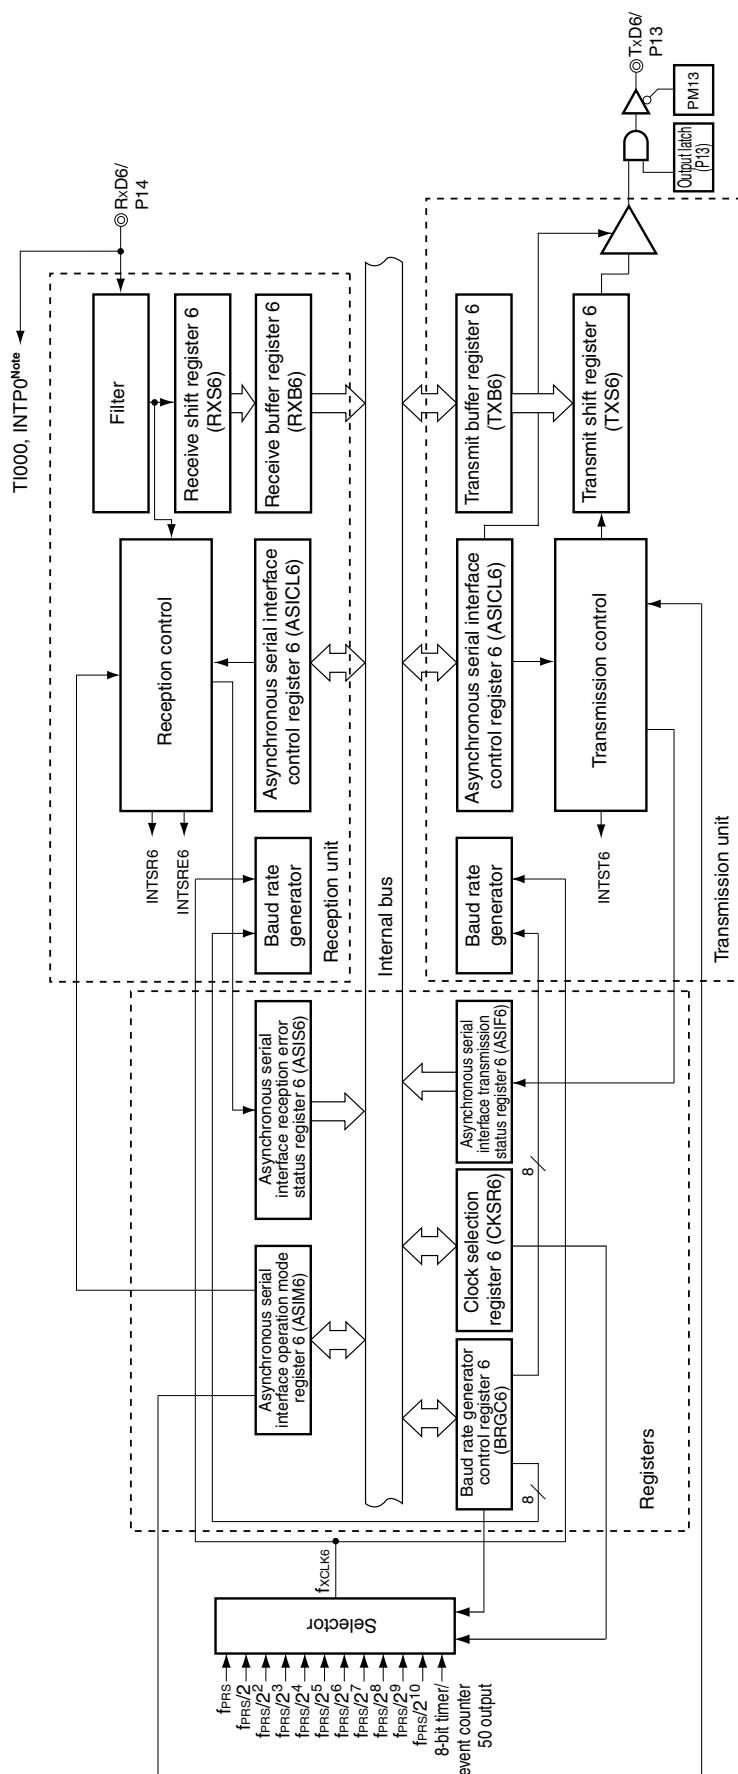 TI000, INTP0Note
RxD6/
P14
Filter
Receive shift register 6
(RXS6)
Receive buffer register 6
(RXB6)
Reception control
INTSR6
INTSRE6
Asynchronous serial interface
control register 6 (ASICL6)
Baud rate
generator
Reception unit
Asynchronous serial
interface reception error
status register 6 (ASIS6)
Asynchronous serial
interface operation mode
register 6 (ASIM6)
Internal bus
fXCLK6
Selector
fPRS
fPRS/2
fPRS/2²
fPRS/2³
fPRS/2⁴
fPRS/2⁵
fPRS/2⁶
fPRS/2⁷
fPRS/2⁸
fPRS/2⁹
fPRS/2¹⁰
8-bit timer/
event counter
50 output
Baud rate generator
control register 6
(BRGC6)
8
Clock selection
register 6 (CKSR6)
8
Asynchronous serial
interface transmission
status register 6 (ASIF6)
Registers
Baud rate
generator
Asynchronous serial interface
control register 6 (ASICL6)
Transmit buffer register 6
(TXB6)
Transmission control
INTST6
Transmit shift register 6
(TXS6)
Transmission unit
TxD6/
P13
Output latch
(P13)
PM13